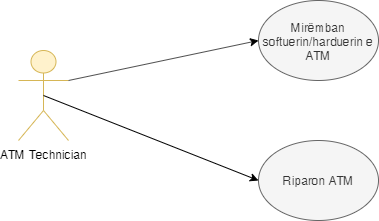 Mirëmban
softuerin/harduerin e
ATM
ATM Technician
Riparon ATM